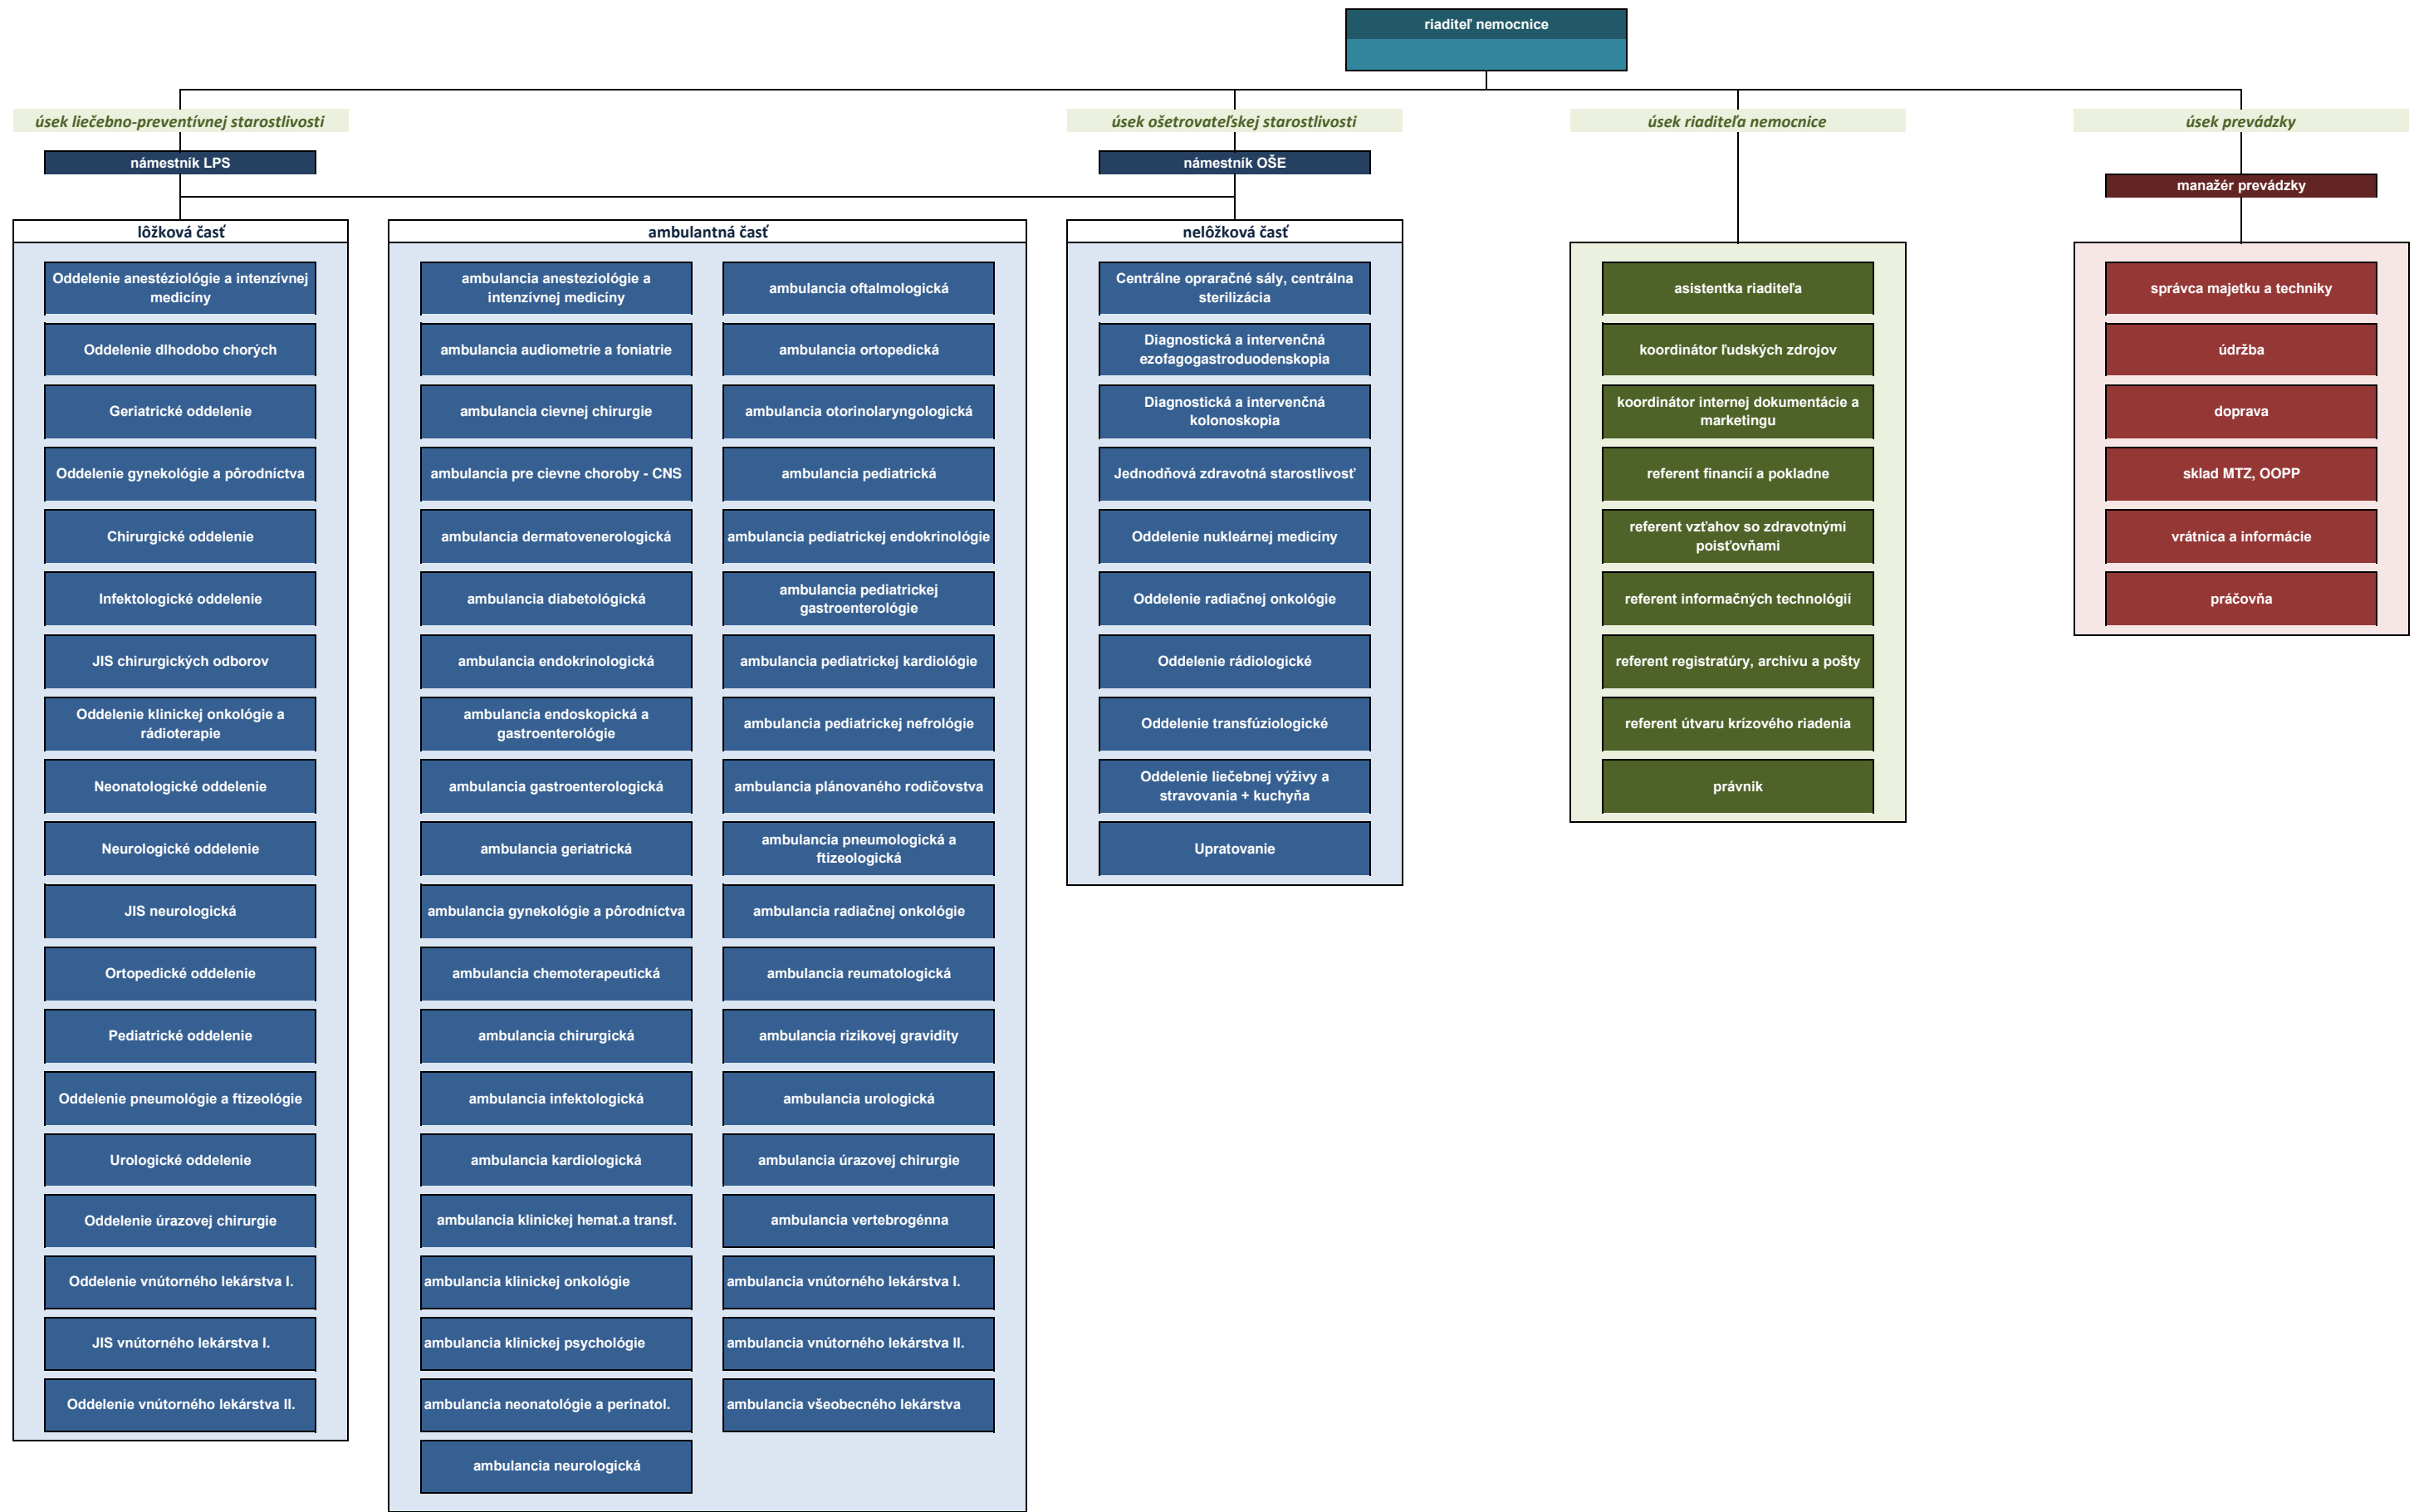 riaditeľ nemocnice
úsek liečebno-preventívnej starostlivosti
úsek ošetrovateľskej starostlivosti
úsek riaditeľa nemocnice
úsek prevádzky
námestník LPS
námestník OŠE
manažér prevádzky
lôžková časť
Oddelenie anestéziológie a intenzívnej
medicíny
Oddelenie dlhodobo chorých
Geriatrické oddelenie
Oddelenie gynekológie a pôrodníctva
Chirurgické oddelenie
Infektologické oddelenie
JIS chirurgických odborov
Oddelenie klinickej onkológie a
rádioterapie
Neonatologické oddelenie
Neurologické oddelenie
JIS neurologická
Ortopedické oddelenie
Pediatrické oddelenie
Oddelenie pneumológie a ftizeológie
Urologické oddelenie
Oddelenie úrazovej chirurgie
Oddelenie vnútorného lekárstva I.
JIS vnútorného lekárstva I.
Oddelenie vnútorného lekárstva II.
ambulantná časť
ambulancia anesteziológie a
intenzívnej medicíny
ambulancia audiometrie a foniatrie
ambulancia cievnej chirurgie
ambulancia pre cievne choroby - CNS
ambulancia dermatovenerologická
ambulancia diabetológická
ambulancia endokrinologická
ambulancia endoskopická a
gastroenterológie
ambulancia gastroenterologická
ambulancia geriatrická
ambulancia gynekológie a pôrodníctva
ambulancia chemoterapeutická
ambulancia chirurgická
ambulancia infektologická
ambulancia kardiologická
ambulancia klinickej hemat.a transf.
ambulancia klinickej onkológie
ambulancia klinickej psychológie
ambulancia neonatológie a perinatol.
ambulancia neurologická
ambulancia oftalmologická
ambulancia ortopedická
ambulancia otorinolaryngologická
ambulancia pediatrická
ambulancia pediatrickej endokrinológie
ambulancia pediatrickej
gastroenterológie
ambulancia pediatrickej kardiológie
ambulancia pediatrickej nefrológie
ambulancia plánovaného rodičovstva
ambulancia pneumologická a
ftizeologická
ambulancia radiačnej onkológie
ambulancia reumatologická
ambulancia rizikovej gravidity
ambulancia urologická
ambulancia úrazovej chirurgie
ambulancia vertebrogénna
ambulancia vnútorného lekárstva I.
ambulancia vnútorného lekárstva II.
ambulancia všeobecného lekárstva
nelôžková časť
Centrálne opraračné sály, centrálna
sterilizácia
Diagnostická a intervenčná
ezofagogastroduodenskopia
Diagnostická a intervenčná
kolonoskopia
Jednodňová zdravotná starostlivosť
Oddelenie nukleárnej medicíny
Oddelenie radiačnej onkológie
Oddelenie rádiologické
Oddelenie transfúziologické
Oddelenie liečebnej výživy a
stravovania + kuchyňa
Upratovanie
asistentka riaditeľa
koordinátor ľudských zdrojov
koordinátor internej dokumentácie a
marketingu
referent financií a pokladne
referent vzťahov so zdravotnými
poisťovňami
referent informačných technológií
referent registratúry, archívu a pošty
referent útvaru krízového riadenia
právnik
správca majetku a techniky
údržba
doprava
sklad MTZ, OOPP
vrátnica a informácie
práčovňa